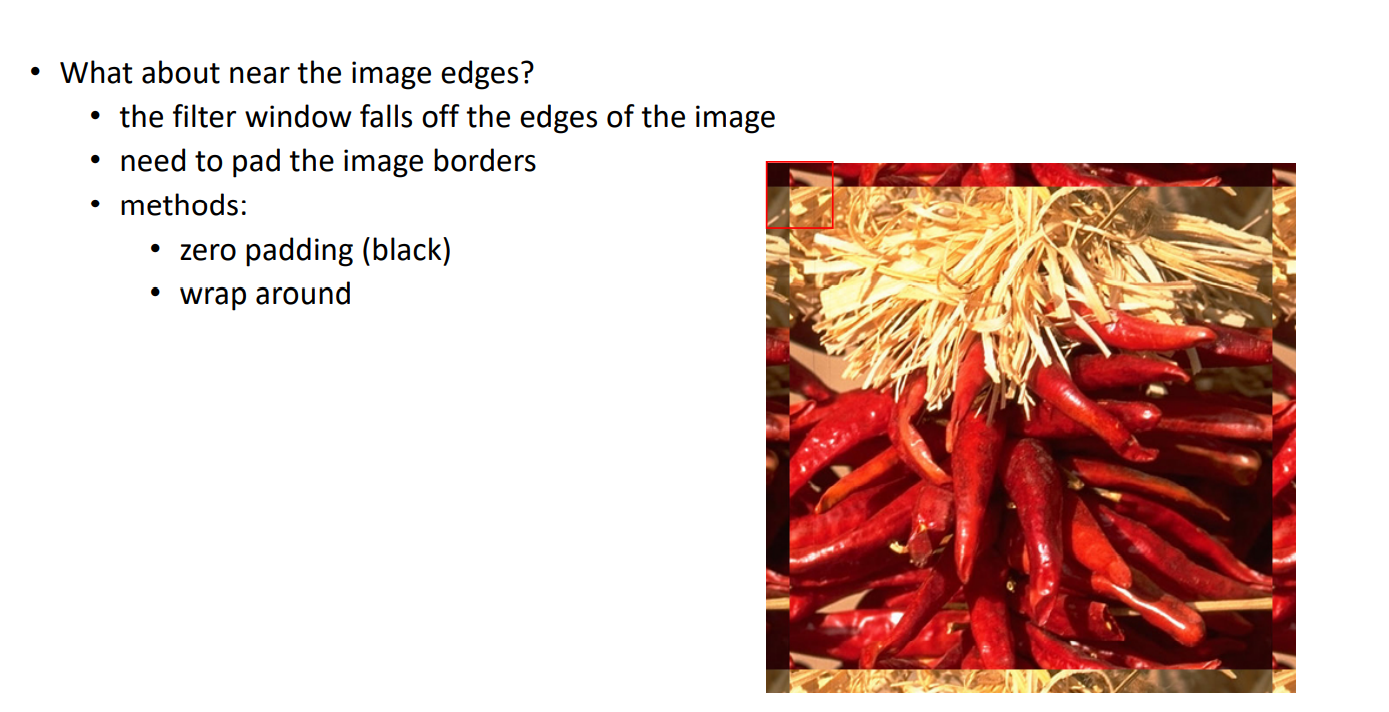 • What about near the image edges?
• the filter window falls off the edges of the image
• need to pad the image borders
• methods:
• zero padding (black)
• wrap around